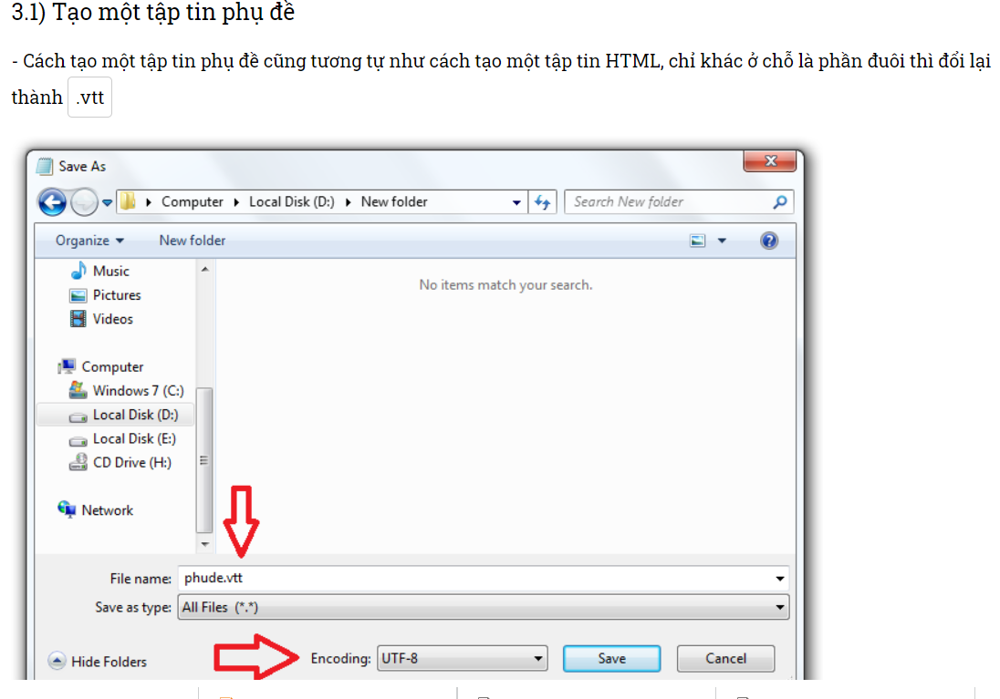 3.1) Tạo một tập tin phụ đề
- Cách tạo một tập tin phụ đề cũng tương tự như cách tạo một tập tin HTML, chỉ khác ở chỗ là phần đuôi thì đổi lại
thành .vtt
Save As
Computer Local Disk (D:) New folder Search New folder
Organize New folder
Music
No items match your search.
Pictures
Videos
Computer
Windows 7 (C:)
Local Disk (D:)
Local Disk (E:)
CD Drive (H:)
Network
File name: phude.vtt
Save as type: All Files (*.*)
Hide Folders Encoding: UTF-8 Save Cancel